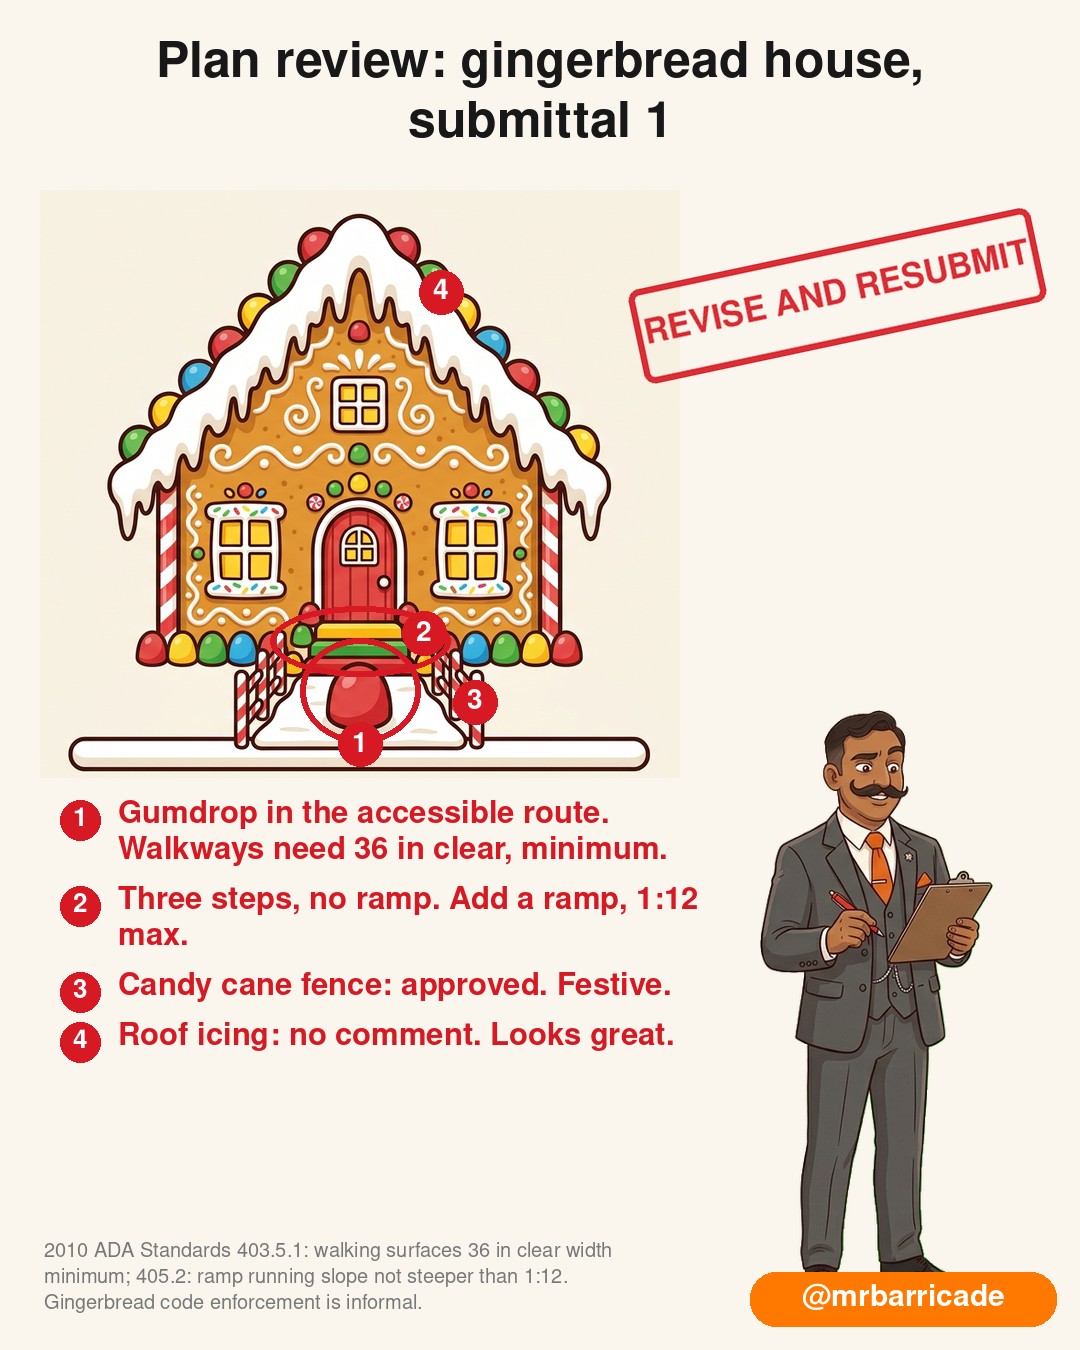 Plan review: gingerbread house,
submittal 1
REVISE AND RESUBMIT
4
2
3
1
1 Gumdrop in the accessible route.
Walkways need 36 in clear, minimum.
2 Three steps, no ramp. Add a ramp, 1:12
max.
3 Candy cane fence: approved. Festive.
4 Roof icing: no comment. Looks great.
2010 ADA Standards 403.5.1: walking surfaces 36 in clear width
minimum; 405.2: ramp running slope not steeper than 1:12.
Gingerbread code enforcement is informal.
@mrbarricade